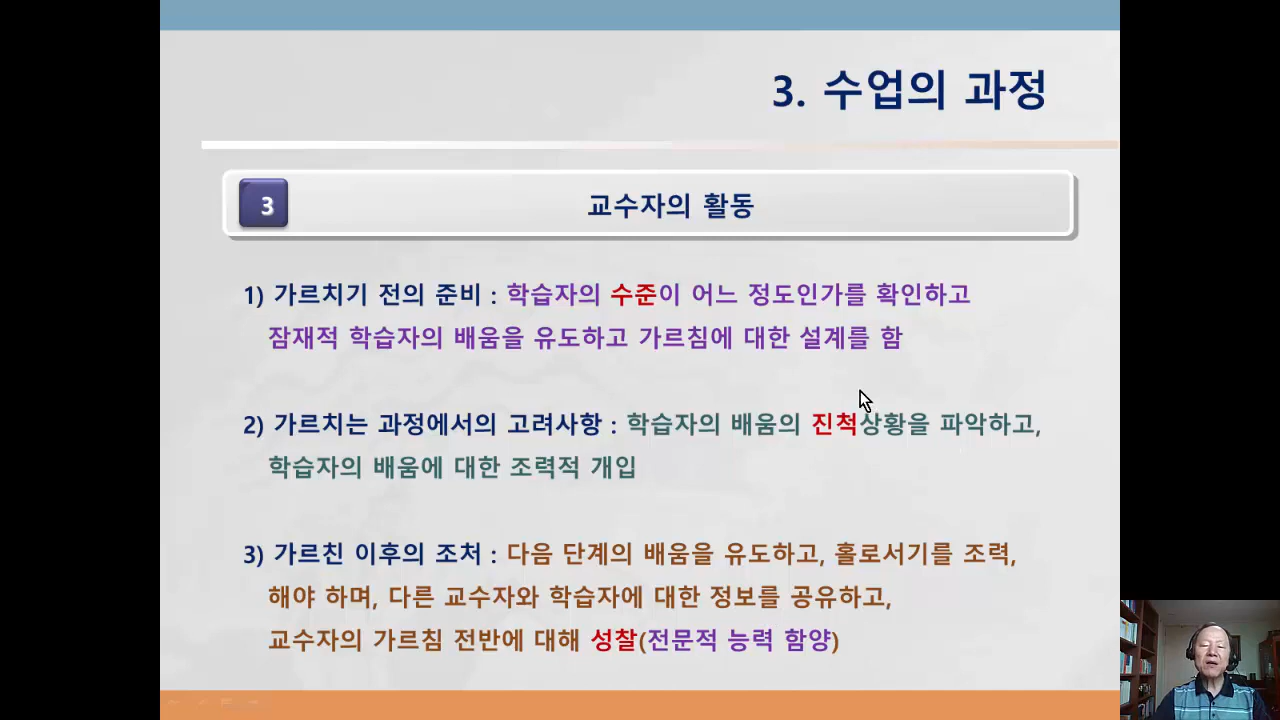 3. 수업의 과정
3
교수자의 활동
1) 가르치기 전의 준비 : 학습자의 수준이 어느 정도인가를 확인하고
잠재적 학습자의 배움을 유도하고 가르침에 대한 설계를 함
2) 가르치는 과정에서의 고려사항 : 학습자의 배움의 진척상황을 파악하고,
학습자의 배움에 대한 조력적 개입
3) 가르친 이후의 조처 : 다음 단계의 배움을 유도하고, 홀로서기를 조력,
해야 하며, 다른 교수자와 학습자에 대한 정보를 공유하고,
교수자의 가르침 전반에 대해 성찰(전문적 능력 함양)